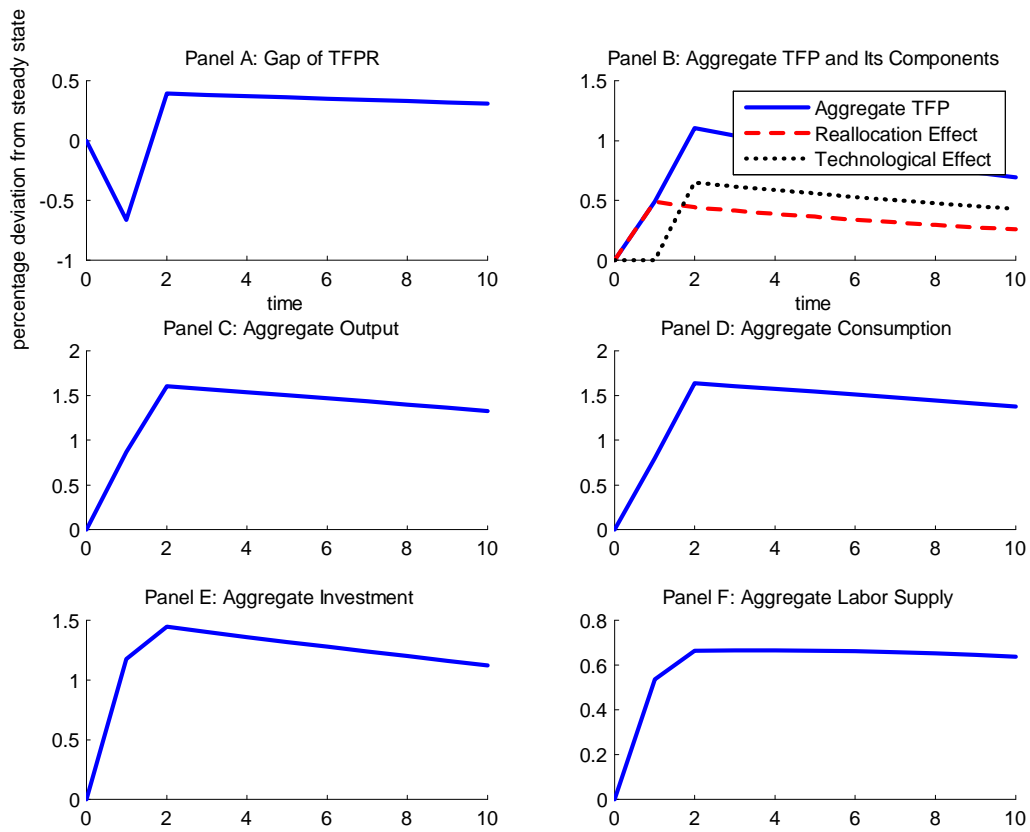 percentage deviation from steady state
Panel A: Gap of TFPR
0.5
0
-0.5
-1
0 2 4 6 8 10
time
Panel B: Aggregate TFP and Its Components
1.5
1
0.5
0
Aggregate TFP
Reallocation Effect
Technological Effect
0 2 4 6 8 10
time
Panel C: Aggregate Output
2
1.5
1
0.5
0
0 2 4 6 8 10
Panel D: Aggregate Consumption
2
1.5
1
0.5
0
0 2 4 6 8 10
Panel E: Aggregate Investment
1.5
1
0.5
0
0 2 4 6 8 10
Panel F: Aggregate Labor Supply
0.8
0.6
0.4
0.2
0
0 2 4 6 8 10